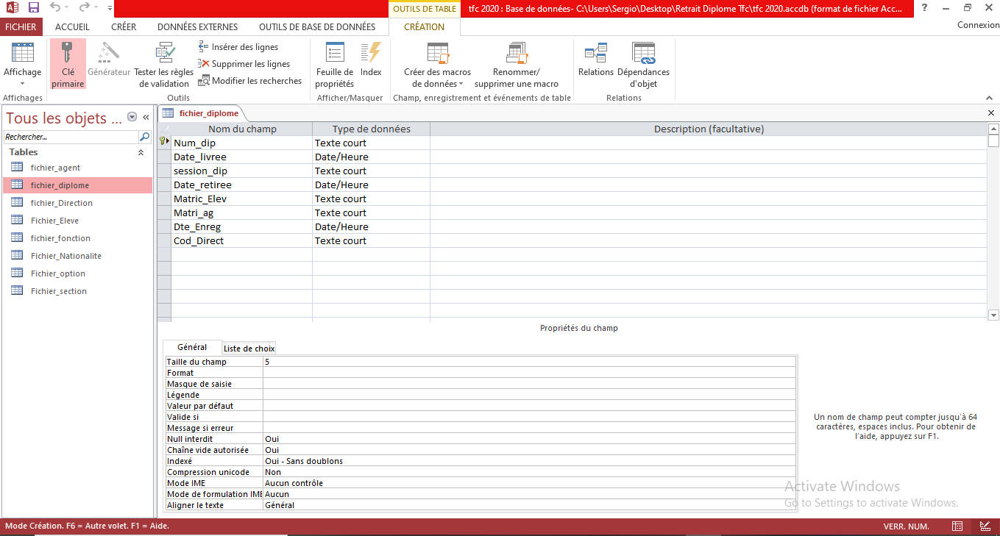 OUTILS DE TABLE
tfc 2020 : Base de données- C:\Users\Sergio\Desktop\Retrait Diplome Tfc\tfc 2020.accdb (format de fichier Acc...
?
FICHIER ACCUEIL CRÉER DONNÉES EXTERNES OUTILS DE BASE DE DONNÉES CRÉATION Connexion
Affichage
Clé
primaire
Générateur
Tester les règles
de validation
Insérer des lignes
Supprimer les lignes
Modifier les recherches
Feuille de
propriétés
Index
Créer des macros
de données
Renommer/
supprimer une macro
Relations
Dépendances
d'objet
Affichages Outils Afficher/Masquer Champ, enregistrement et événements de table Relations
Tous les objets ...
«
Rechercher...
Tables
fichier_agent
fichier_diplome
fichier_Direction
Fichier_Eleve
fichier_fonction
Fichier_Nationalite
Fichier_option
Fichier_section
fichier_diplome
Nom du champ Type de données Description (facultative)
Num_dip Texte court
Date_livree Date/Heure
session_dip Texte court
Date_retiree Date/Heure
Matric_Elev Texte court
Matri_ag Texte court
Dte_Enreg Date/Heure
Cod_Direct Texte court
Propriétés du champ
Général Liste de choix
Taille du champ 5
Format
Masque de saisie
Légende
Valeur par défaut
Valide si
Message si erreur
Null interdit Oui
Chaîne vide autorisée Oui
Indexé Oui - Sans doublons
Compression unicode Non
Mode IME Aucun contrôle
Mode de formulation IME Aucun
Aligner le texte Général
Un nom de champ peut compter jusqu'à 64
caractères, espaces inclus. Pour obtenir de
l'aide, appuyez sur F1.
Activate Windows
Go to Settings to activate Windows.
Mode Création. F6 = Autre volet. F1 = Aide. VERR. NUM.